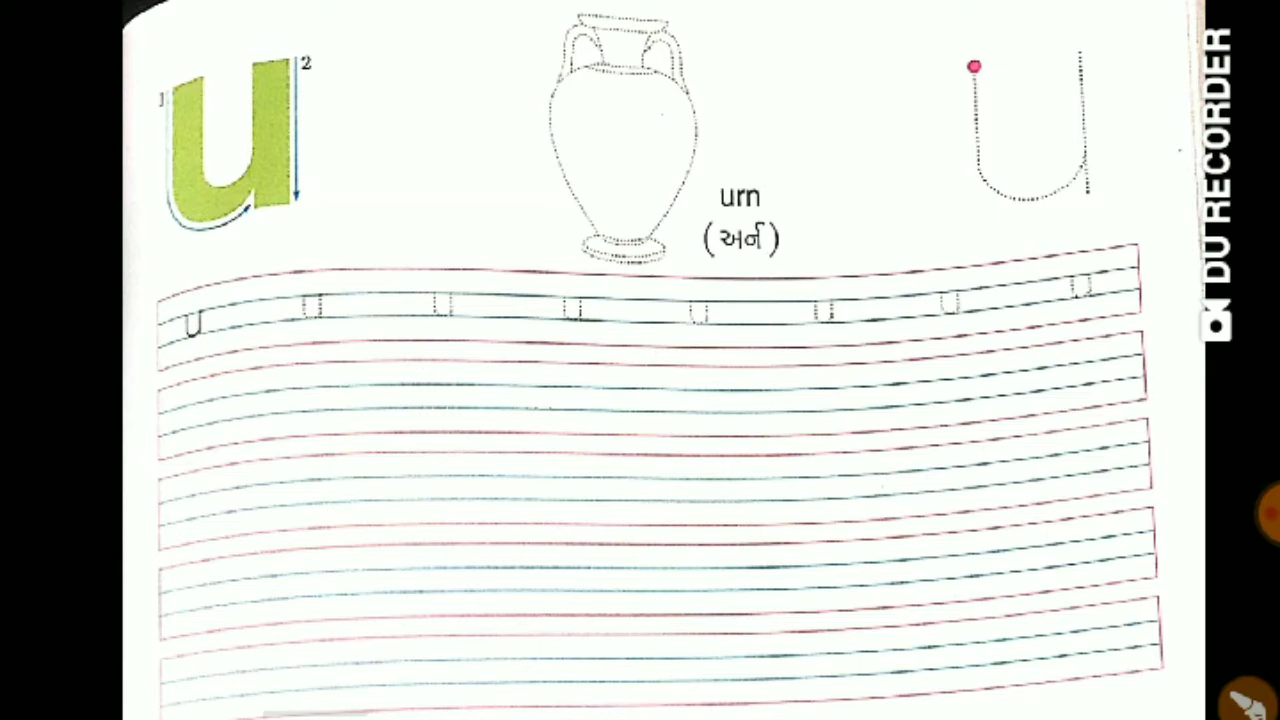 u
1
2
urn
(અર્ન)
u
u u u u u u u u
DU RECORDER